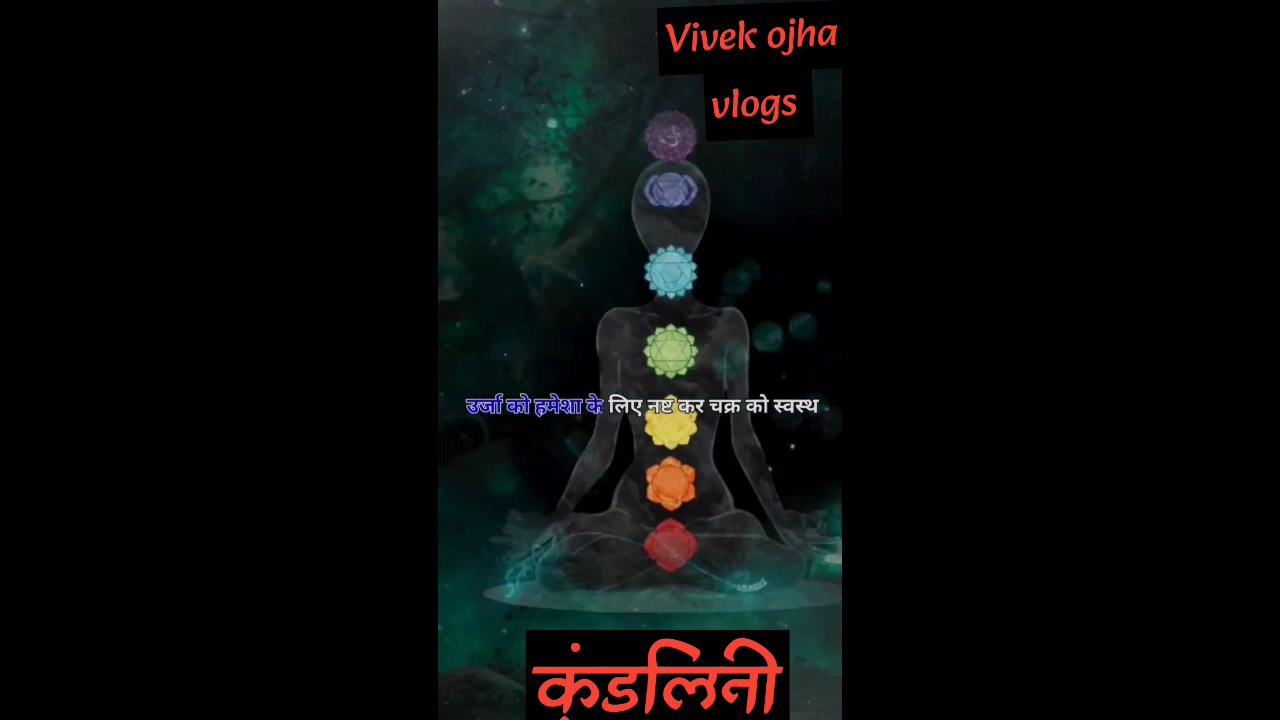 Vivek ojha
vlogs
उर्जा को हमेशा के लिए नष्ट कर चक्र को स्वस्थ
कुंडलिनी